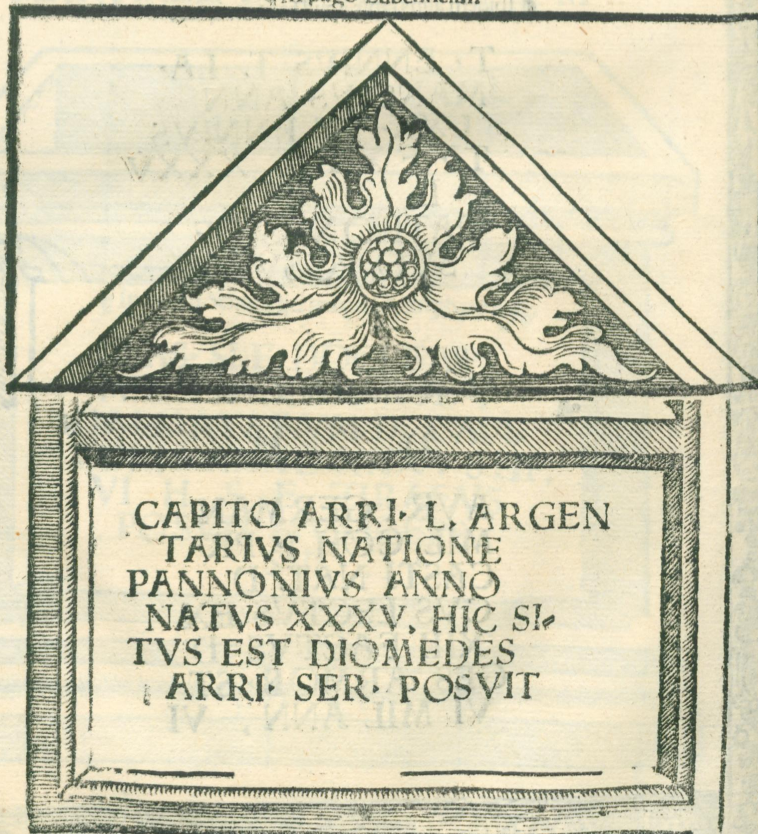 CAPITO ARRI· L. ARGEN
TARIVS NATIONE
PANNONIVS ANNO
NATVS XXXV. HIC SI-
TVS EST DIOMEDES
ARRI· SER· POSVIT